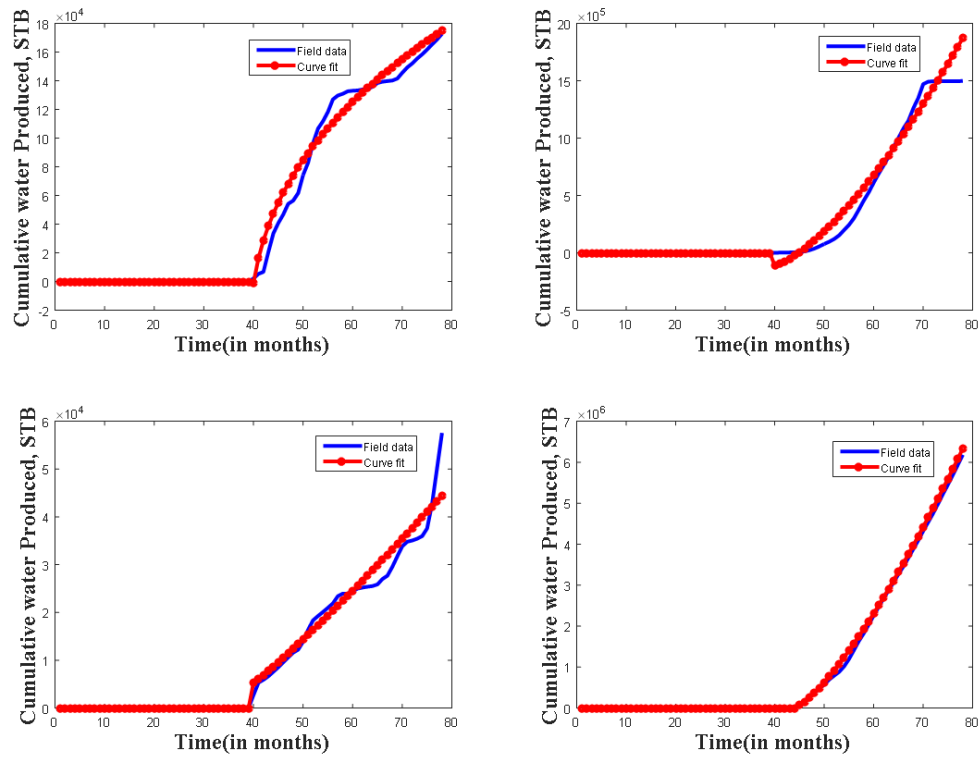 ×10⁴
18
16
14
12
10
8
6
4
2
0
-2
0 10 20 30 40 50 60 70 80
Cumulative water Produced, STB
Time(in months)
Field data
Curve fit
×10⁵
20
15
10
5
0
-5
0 10 20 30 40 50 60 70 80
Cumulative water Produced, STB
Time(in months)
Field data
Curve fit
×10⁴
6
5
4
3
2
1
0
0 10 20 30 40 50 60 70 80
Cumulative water Produced, STB
Time(in months)
Field data
Curve fit
×10⁶
7
6
5
4
3
2
1
0
0 10 20 30 40 50 60 70 80
Cumulative water Produced, STB
Time(in months)
Field data
Curve fit